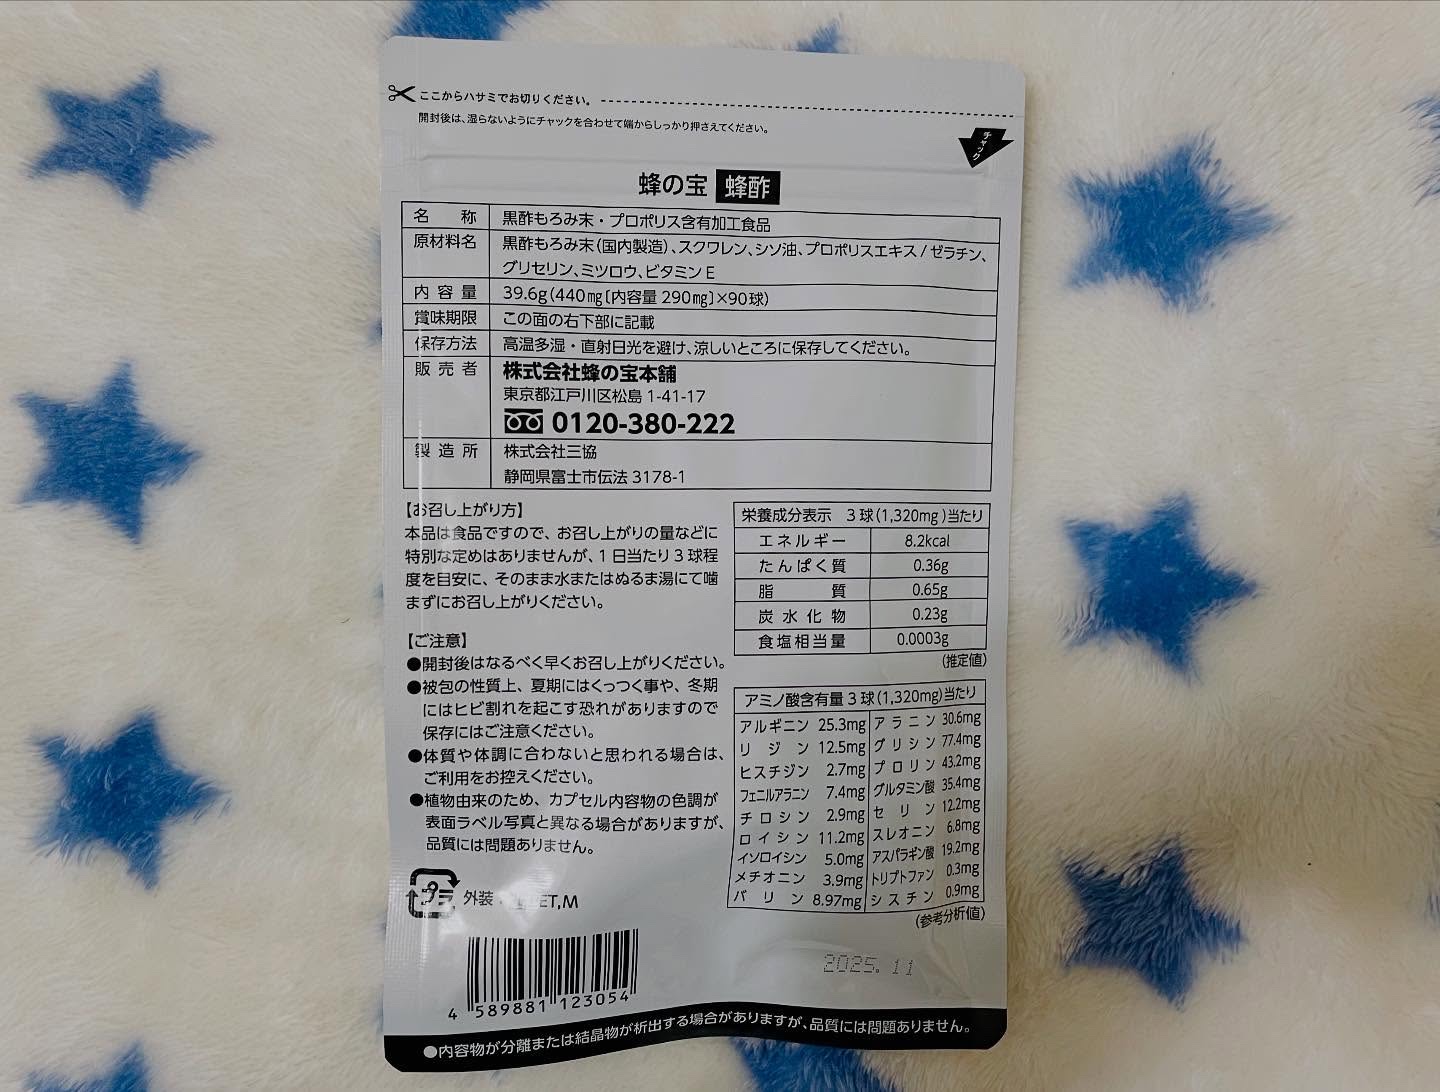 ここからハサミでお切りください。
開封後は、湿らないようにチャックを合わせて端からしっかり押さえてください。
チャック
蜂の宝 蜂酢
名称 黒酢もろみ末・プロポリス含有加工食品
原材料名 黒酢もろみ末(国内製造)、スクワレン、シソ油、プロポリスエキス/ゼラチン、
グリセリン、ミツロウ、ビタミンE
内容量 39.6g(440mg[内容量 290mg]×90球)
賞味期限 この面の右下部に記載
保存方法 高温多湿・直射日光を避け、涼しいところに保存してください。
販売者 株式会社蜂の宝本舗
東京都江戸川区松島 1-41-17
0120-380-222
製造所 株式会社三協
静岡県富士市伝法 3178-1
【お召し上がり方】
本品は食品ですので、お召し上がりの量などに
特別な定めはありませんが、1日当たり3球程
度を目安に、そのまま水またはぬるま湯にて噛
まずにお召し上がりください。
【ご注意】
●開封後はなるべく早くお召し上がりください。
●被包の性質上、夏期にはくっつく事や、冬期
にはヒビ割れを起こす恐れがありますので
保存にはご注意ください。
●体質や体調に合わないと思われる場合は、
ご利用をお控えください。
●植物由来のため、カプセル内容物の色調が
表面ラベル写真と異なる場合がありますが、
品質には問題ありません。
プラ 外装 ET,M
4 589881 123054
栄養成分表示 3球(1,320mg)当たり
エネルギー 8.2kcal
たんぱく質 0.36g
脂質 0.65g
炭水化物 0.23g
食塩相当量 0.0003g
(推定値)
アミノ酸含有量3球(1,320mg)当たり
アルギニン 25.3mg アラニン 30.6mg
リジン 12.5mg グリシン 77.4mg
ヒスチジン 2.7mg プロリン 43.2mg
フェニルアラニン 7.4mg グルタミン酸 35.4mg
チロシン 2.9mg セリン 12.2mg
ロイシン 11.2mg スレオニン 6.8mg
イソロイシン 5.0mg アスパラギン酸 19.2mg
メチオニン 3.9mg トリプトファン 0.3mg
バリン 8.97mg シスチン 0.9mg
(参考分析値)
2025.11
●内容物が分離または結晶物が析出する場合がありますが、品質には問題ありません。